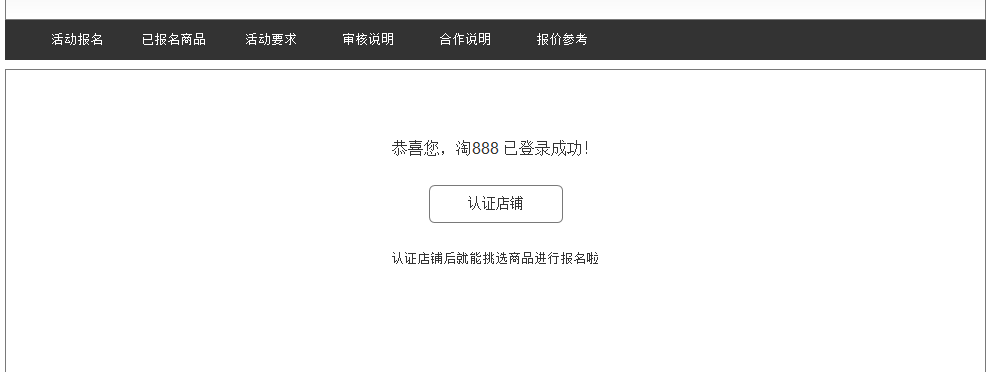 活动报名 已报名商品 活动要求 审核说明 合作说明 报价参考
恭喜您，淘888 已登录成功！
认证店铺
认证店铺后就能挑选商品进行报名啦